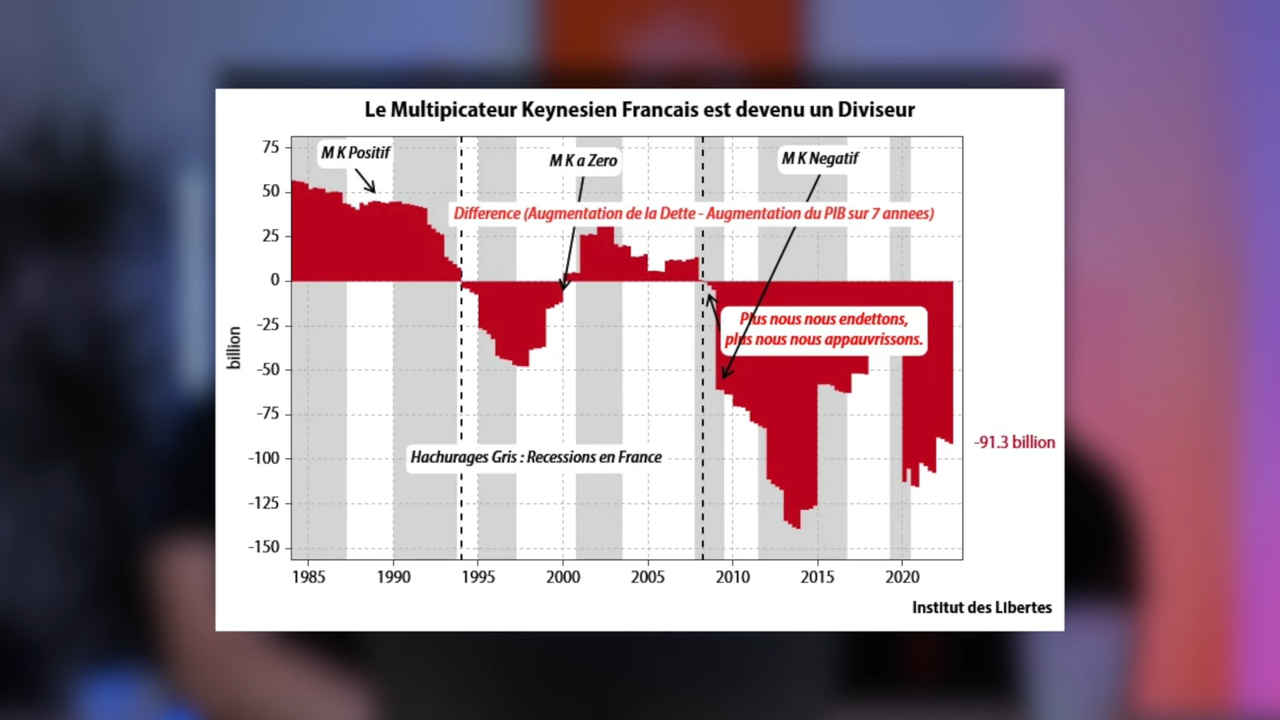 Le Multipicateur Keynesien Francais est devenu un Diviseur
75
50
25
0
-25
-50
-75
-100
-125
-150
billion
M K Positif
M K a Zero
M K Negatif
Difference (Augmentation de la Dette - Augmentation du PIB sur 7 annees)
Plus nous nous endettons,
plus nous nous appauvrissons.
Hachurages Gris : Recessions en France
-91.3 billion
1985 1990 1995 2000 2005 2010 2015 2020
Institut des Libertes